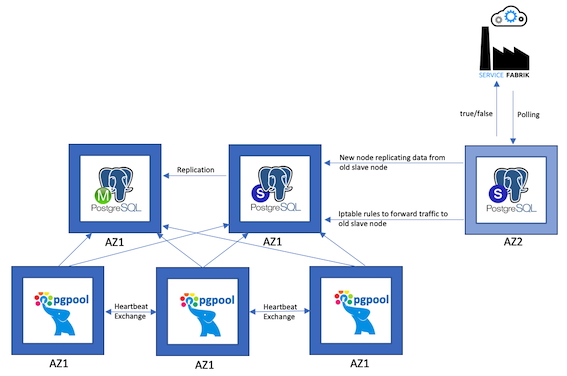 SERVICE FABRIK
true/false
Polling
Replication
New node replicating data from
old slave node
M
PostgreSQL
S
PostgreSQL
S
PostgreSQL
Iptable rules to forward traffic to
old slave node
AZ1
AZ1
AZ2
pgpool
Heartbeat
Exchange
pgpool
Heartbeat
Exchange
pgpool
AZ1
AZ1
AZ1